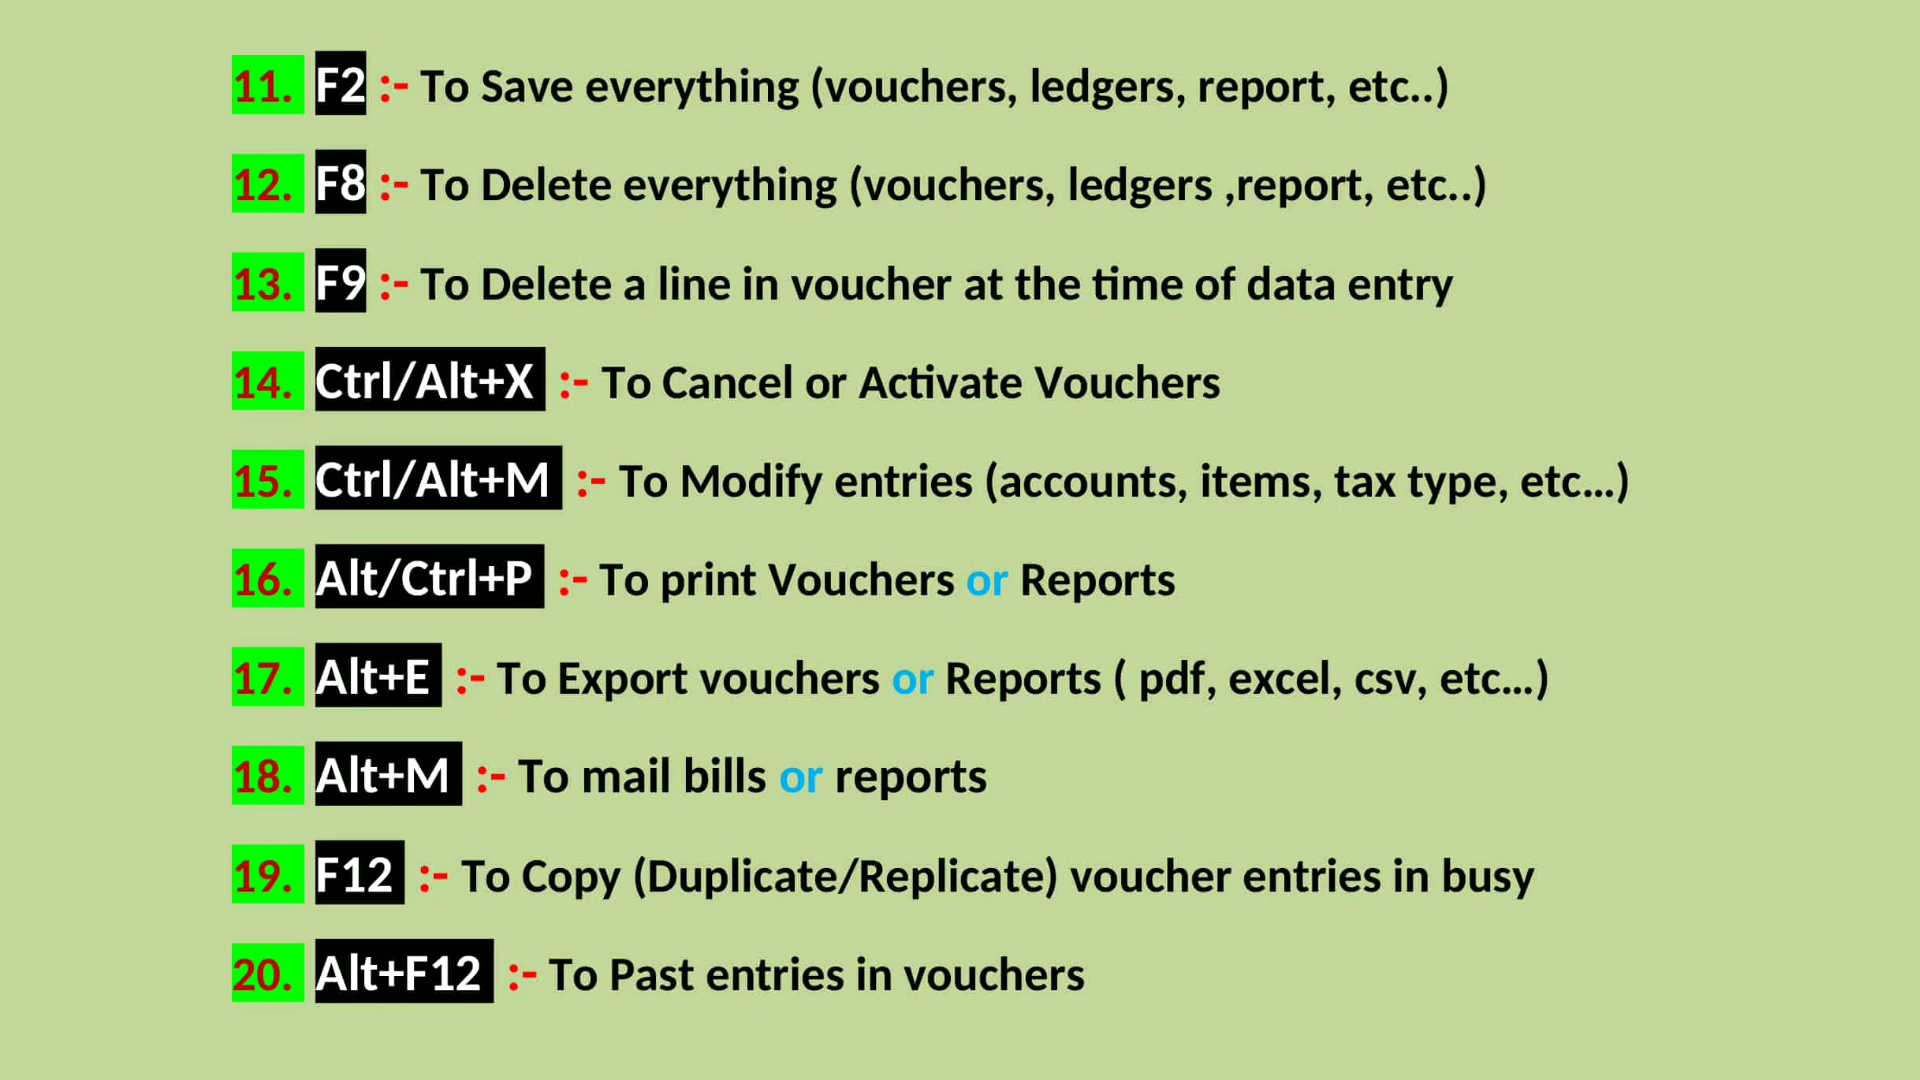 11. F2 :- To Save everything (vouchers, ledgers, report, etc..)
12. F8 :- To Delete everything (vouchers, ledgers ,report, etc..)
13. F9 :- To Delete a line in voucher at the time of data entry
14. Ctrl/Alt+X :- To Cancel or Activate Vouchers
15. Ctrl/Alt+M :- To Modify entries (accounts, items, tax type, etc...)
16. Alt/Ctrl+P :- To print Vouchers or Reports
17. Alt+E :- To Export vouchers or Reports ( pdf, excel, csv, etc...)
18. Alt+M :- To mail bills or reports
19. F12 :- To Copy (Duplicate/Replicate) voucher entries in busy
20. Alt+F12 :- To Past entries in vouchers